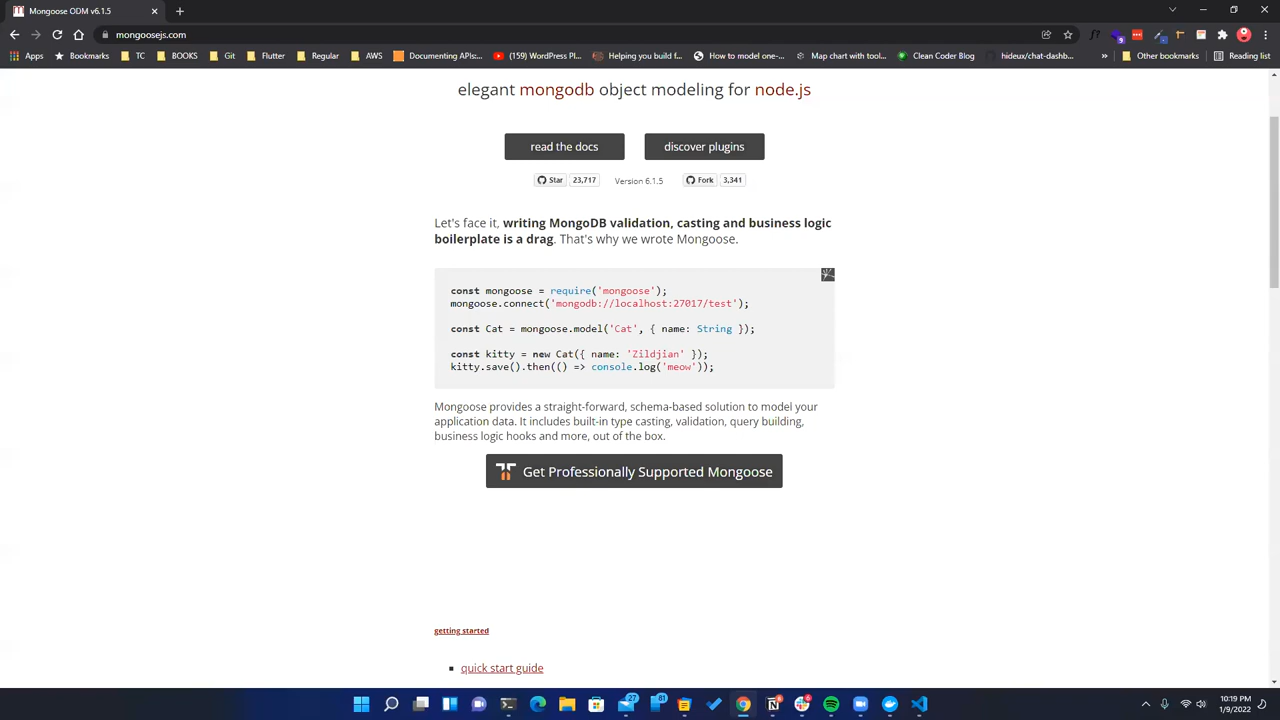 Mongoose ODM v6.1.5
mongoosejs.com
Apps Bookmarks TC BOOKS Git Flutter Regular AWS Documenting APIs:... (159) WordPress Pl... Helping you build f... How to model one-... Map chart with tool... Clean Coder Blog hideux/chat-dashb... » Other bookmarks Reading list
elegant mongodb object modeling for node.js
read the docs discover plugins
Star 23,717 Version 6.1.5 Fork 3,341
Let's face it, writing MongoDB validation, casting and business logic
boilerplate is a drag. That's why we wrote Mongoose.
const mongoose = require('mongoose');
mongoose.connect('mongodb://localhost:27017/test');
const Cat = mongoose.model('Cat', { name: String });
const kitty = new Cat({ name: 'Zildjian' });
kitty.save().then(() => console.log('meow'));
Mongoose provides a straight-forward, schema-based solution to model your
application data. It includes built-in type casting, validation, query building,
business logic hooks and more, out of the box.
Get Professionally Supported Mongoose
getting started
quick start guide
27 81
10:19 PM
1/9/2022